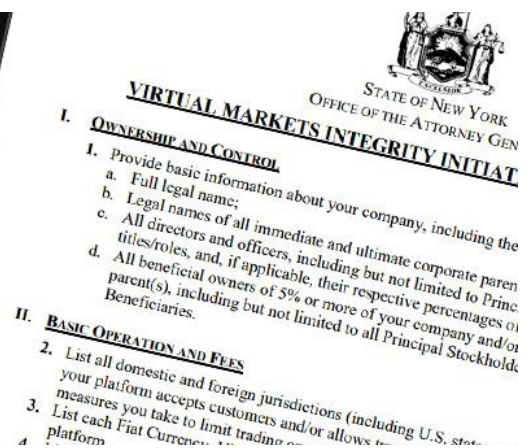 EXCELSIOR
STATE OF NEW YORK
OFFICE OF THE ATTORNEY GEN
VIRTUAL MARKETS INTEGRITY INITIAT
I. OWNERSHIP AND CONTROL
1. Provide basic information about your company, including the
a. Full legal name;
b. Legal names of all immediate and ultimate corporate paren
c. All directors and officers, including but not limited to Princ
titles/roles, and, if applicable, their respective percentages o
d. All beneficial owners of 5% or more of your company and/or
parent(s), including but not limited to all Principal Stockholde
Beneficiaries.
II. BASIC OPERATION AND FEES
2. List all domestic and foreign jurisdictions (including U.S. state
your platform accepts customers and/or allows
measures you take to limit trading
3. List each Fiat Currency,
platform
4.